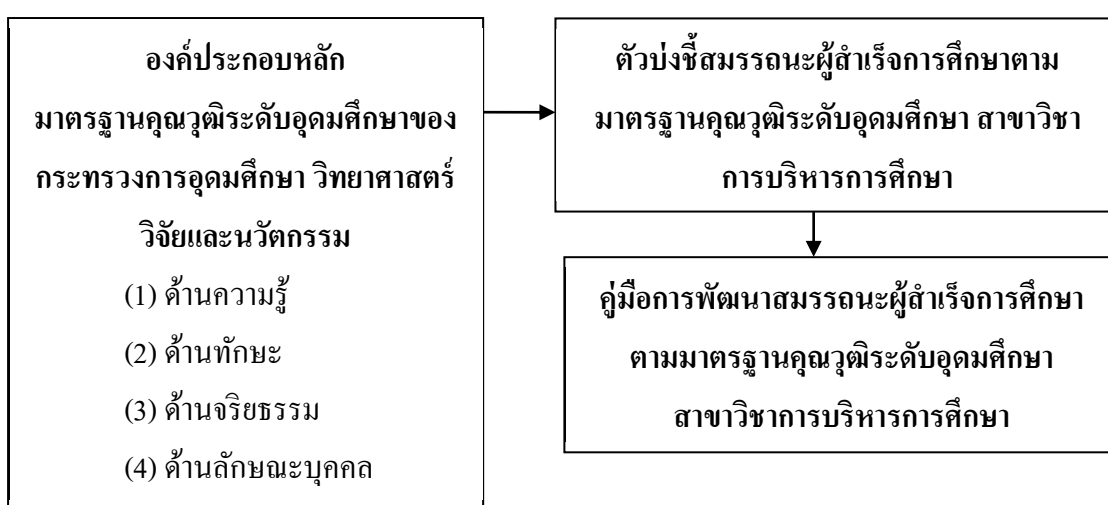 องค์ประกอบหลัก
มาตรฐานคุณวุฒิระดับอุดมศึกษาของ
กระทรวงการอุดมศึกษา วิทยาศาสตร์
วิจัยและนวัตกรรม
(1) ด้านความรู้
(2) ด้านทักษะ
(3) ด้านจริยธรรม
(4) ด้านลักษณะบุคคล
ตัวบ่งชี้สมรรถนะผู้สำเร็จการศึกษาตาม
มาตรฐานคุณวุฒิระดับอุดมศึกษา สาขาวิชา
การบริหารการศึกษา
คู่มือการพัฒนาสมรรถนะผู้สำเร็จการศึกษา
ตามมาตรฐานคุณวุฒิระดับอุดมศึกษา
สาขาวิชาการบริหารการศึกษา